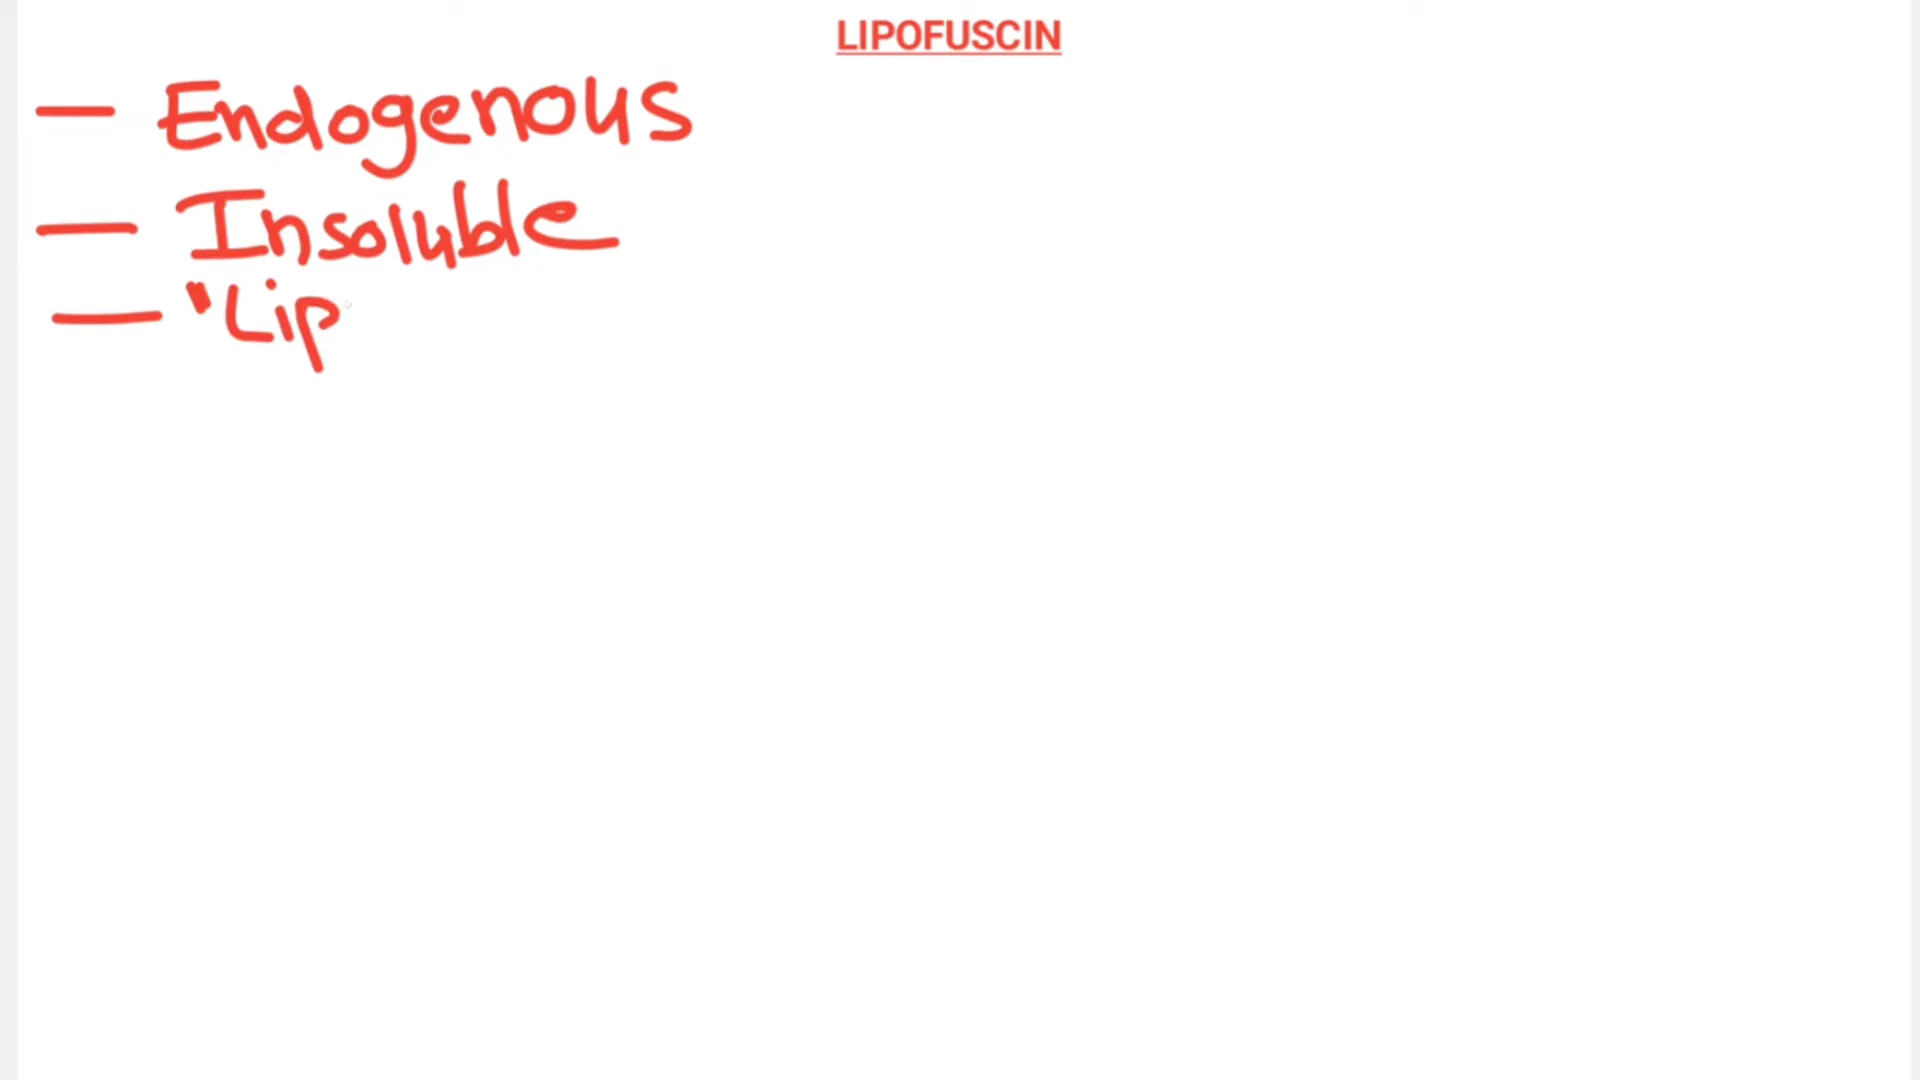 LIPOFUSCIN
— Endogenous
— Insoluble
— "Lip